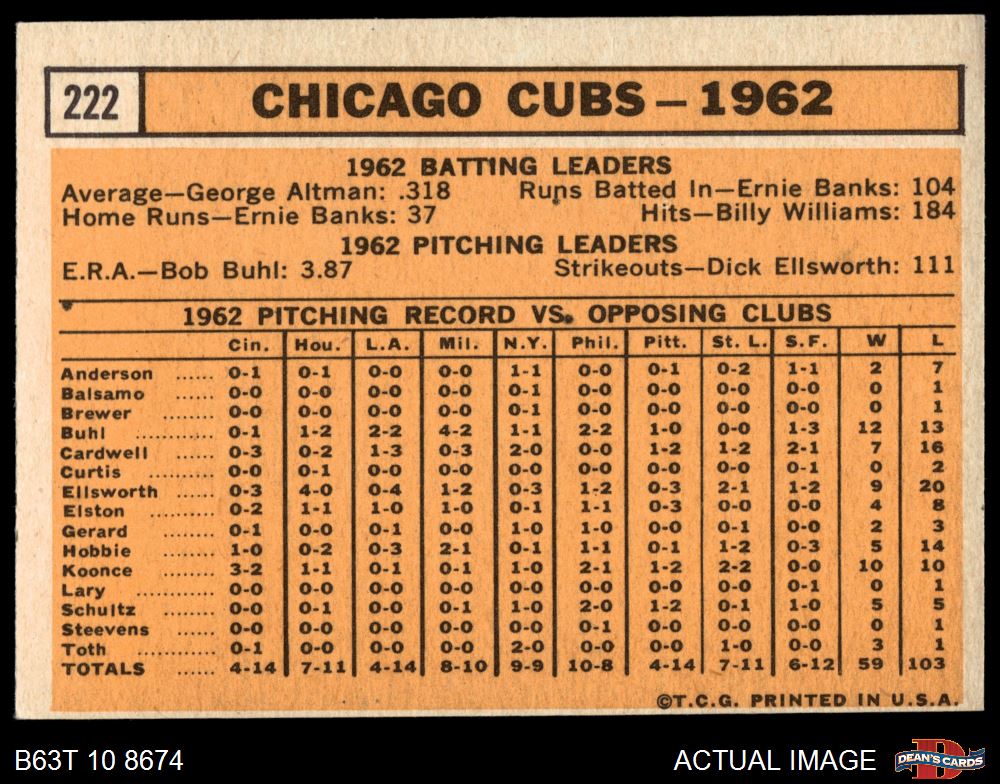 222 CHICAGO CUBS — 1962
1962 BATTING LEADERS
Average—George Altman: .318 Runs Batted In—Ernie Banks: 104
Home Runs—Ernie Banks: 37 Hits—Billy Williams: 184
1962 PITCHING LEADERS
E.R.A.—Bob Buhl: 3.87 Strikeouts—Dick Ellsworth: 111
1962 PITCHING RECORD VS. OPPOSING CLUBS
Cin. Hou. L.A. Mil. N.Y. Phil. Pitt. St. L. S.F. W L
Anderson ...... 0-1 0-1 0-0 0-0 1-1 0-0 0-1 0-2 1-1 2 7
Balsamo ...... 0-0 0-0 0-0 0-0 0-1 0-0 0-0 0-0 0-0 0 1
Brewer ...... 0-0 0-0 0-0 0-0 0-1 0-0 0-0 0-0 0-0 0 1
Buhl ............ 0-1 1-2 2-2 4-2 1-1 2-2 1-0 0-0 1-3 12 13
Cardwell ...... 0-3 0-2 1-3 0-3 2-0 0-0 1-2 1-2 2-1 7 16
Curtis .......... 0-0 0-1 0-0 0-0 0-0 0-0 0-0 0-0 0-1 0 2
Ellsworth ...... 0-3 4-0 0-4 1-2 0-3 1-2 0-3 2-1 1-2 9 20
Elston .......... 0-2 1-1 1-0 1-0 0-1 1-1 0-3 0-0 0-0 4 8
Gerard ........ 0-1 0-0 0-1 0-0 1-0 1-0 0-0 0-1 0-0 2 3
Hobbie ........ 1-0 0-2 0-3 2-1 0-1 1-1 0-1 1-2 0-3 5 14
Koonce ........ 3-2 1-1 0-1 0-1 1-0 2-1 1-2 2-2 0-0 10 10
Lary ............ 0-0 0-0 0-0 0-0 0-0 0-0 0-0 0-0 0-1 0 1
Schultz ........ 0-0 0-1 0-0 0-1 1-0 2-0 1-2 0-1 1-0 5 5
Steevens ...... 0-0 0-0 0-0 0-0 0-0 0-1 0-0 0-0 0-0 0 1
Toth ............ 0-1 0-0 0-0 0-0 2-0 0-0 0-0 1-0 0-0 3 1
TOTALS 4-14 7-11 4-14 8-10 9-9 10-8 4-14 7-11 6-12 59 103
©T.C.G. PRINTED IN U.S.A.
B63T 10 8674 ACTUAL IMAGE DEAN'S CARDS